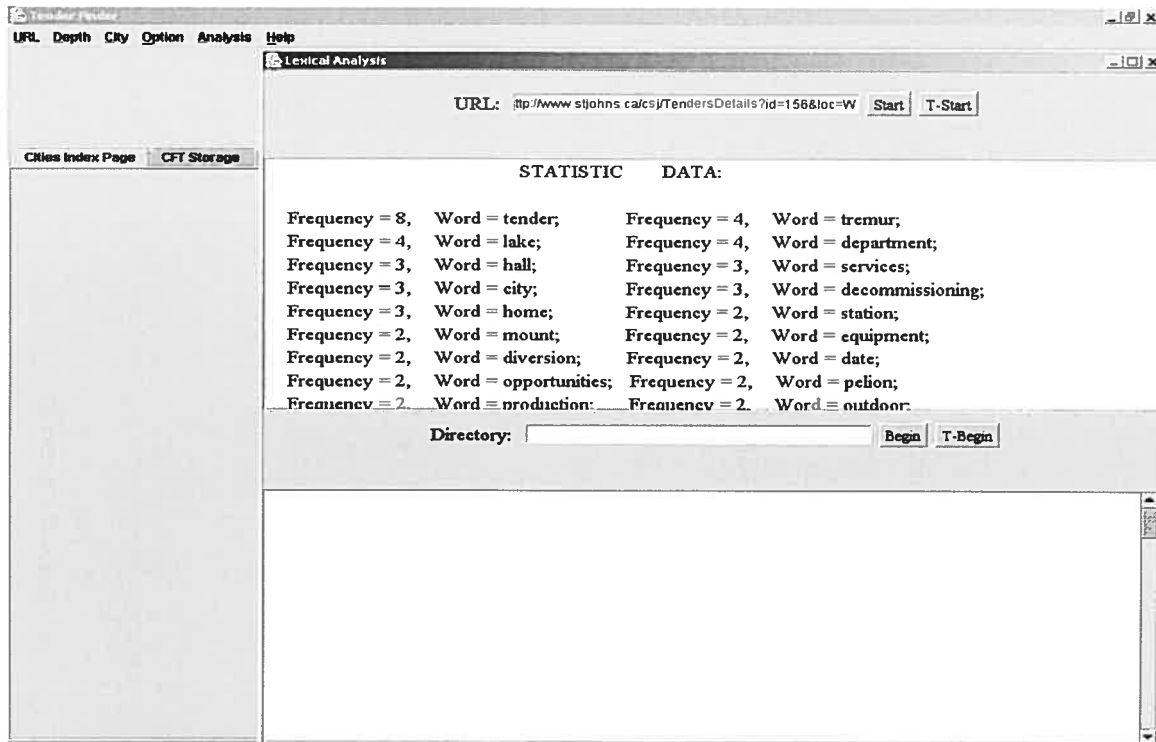 Tender Finder
URL Depth City Option Analysis Help
Lexical Analysis
URL: ttp://www.stjohns.ca/csj/TendersDetails?id=156&loc=W Start T-Start
Cities Index Page CFT Storage
STATISTIC DATA:
Frequency = 8, Word = tender; Frequency = 4, Word = tremur;
Frequency = 4, Word = lake; Frequency = 4, Word = department;
Frequency = 3, Word = hall; Frequency = 3, Word = services;
Frequency = 3, Word = city; Frequency = 3, Word = decommissioning;
Frequency = 3, Word = home; Frequency = 2, Word = station;
Frequency = 2, Word = mount; Frequency = 2, Word = equipment;
Frequency = 2, Word = diversion; Frequency = 2, Word = date;
Frequency = 2, Word = opportunities; Frequency = 2, Word = pelion;
Frequency = 2, Word = production; Frequency = 2, Word = outdoor;
Directory: Begin T-Begin